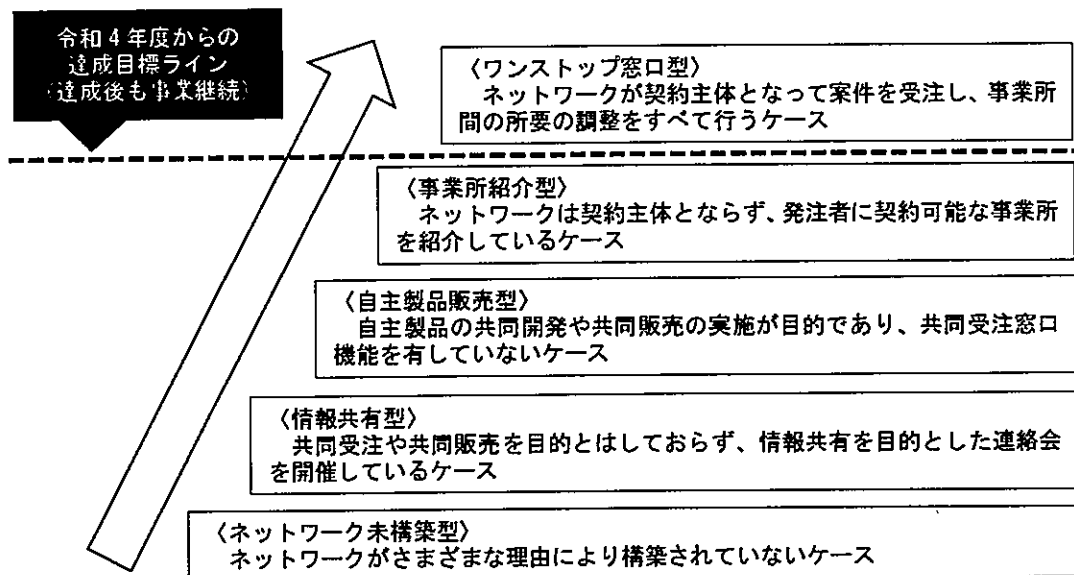 令和4年度からの
達成目標ライン
(達成後も事業継続)
〈ワンストップ窓口型〉
ネットワークが契約主体となって案件を受注し、事業所
間の所要の調整をすべて行うケース
〈事業所紹介型〉
ネットワークは契約主体とならず、発注者に契約可能な事業所
を紹介しているケース
〈自主製品販売型〉
自主製品の共同開発や共同販売の実施が目的であり、共同受注窓口
機能を有していないケース
〈情報共有型〉
共同受注や共同販売を目的とはしておらず、情報共有を目的とした連絡会
を開催しているケース
〈ネットワーク未構築型〉
ネットワークがさまざまな理由により構築されていないケース